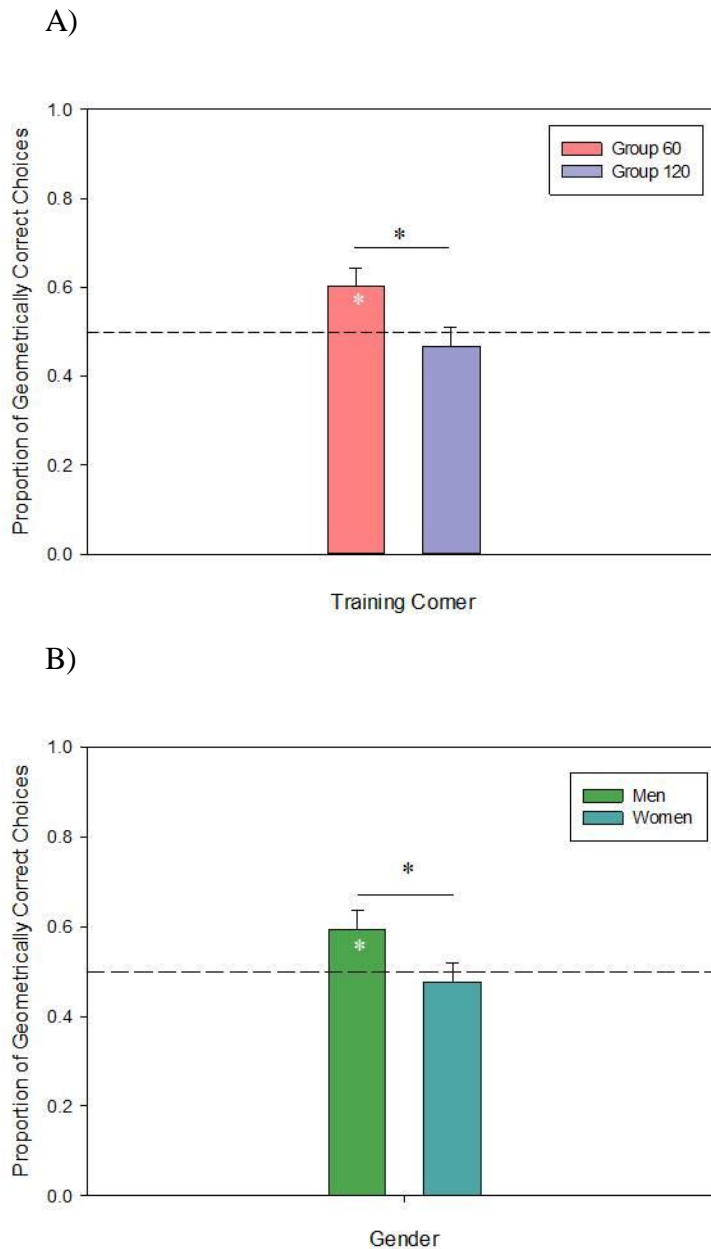 A)
Proportion of Geometrically Correct Choices
1.0
0.8
0.6
0.4
0.2
0.0
Group 60
Group 120
*
*
Training Corner
B)
Proportion of Geometrically Correct Choices
1.0
0.8
0.6
0.4
0.2
0.0
Men
Women
*
*
Gender